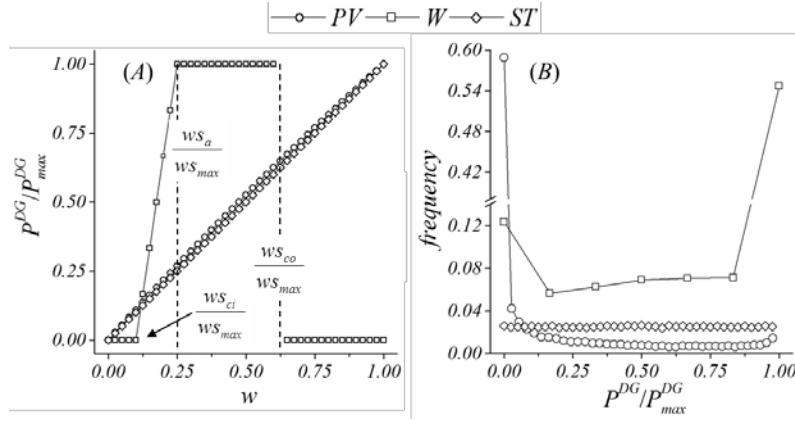 PV W ST
(A)
1.00
0.75
0.50
0.25
0.00
P^DG/P^DG_max
ws_a
ws_max
ws_co
ws_max
ws_ci
ws_max
0.00 0.25 0.50 0.75 1.00
w
(B)
0.60
0.54
0.48
0.42
0.12
0.08
0.04
0.00
frequency
0.00 0.25 0.50 0.75 1.00
P^DG/P^DG_max